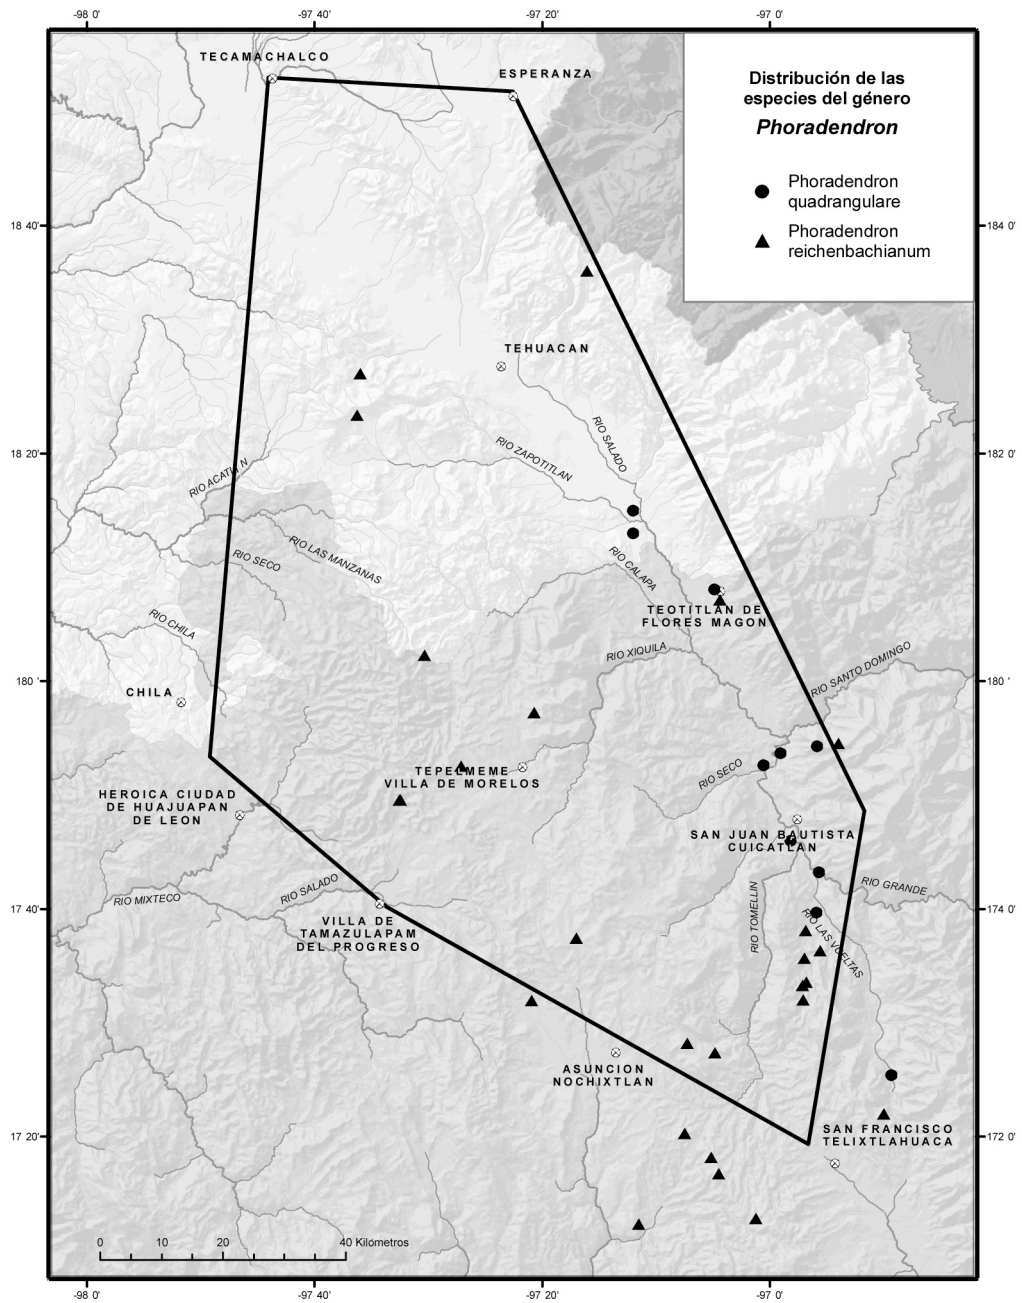 -98 0'
-97 40'
-97 20'
-97 0'
TECAMACHALCO
ESPERANZA
Distribución de las
especies del género
Phoradendron
Phoradendron
quadrangulare
Phoradendron
reichenbachianum
18 40'
184 0'
TEHUACAN
RIO SALADO
RIO ZAPOTITLAN
18 20'
182 0'
RIO ACATL N
RIO LAS MANZANAS
RIO SECO
RIO CALAPA
TEOTITLAN DE
FLORES MAGON
RIO CHILA
RIO XIQUILA
RIO SANTO DOMINGO
180 '
180 '
CHILA
TEPELMEME
VILLA DE MORELOS
RIO SECO
HEROICA CIUDAD
DE HUAJUAPAN
DE LEON
SAN JUAN BAUTISTA
CUICATLAN
RIO SALADO
RIO MIXTECO
RIO GRANDE
17 40'
174 0'
VILLA DE
TAMAZULAPAM
DEL PROGRESO
RIO TOMELLIN
RIO LAS VUELTAS
ASUNCION
NOCHIXTLAN
SAN FRANCISCO
TELIXTLAHUACA
17 20'
172 0'
0 10 20 40 Kilómetros
-98 0'
-97 40'
-97 20'
-97 0'